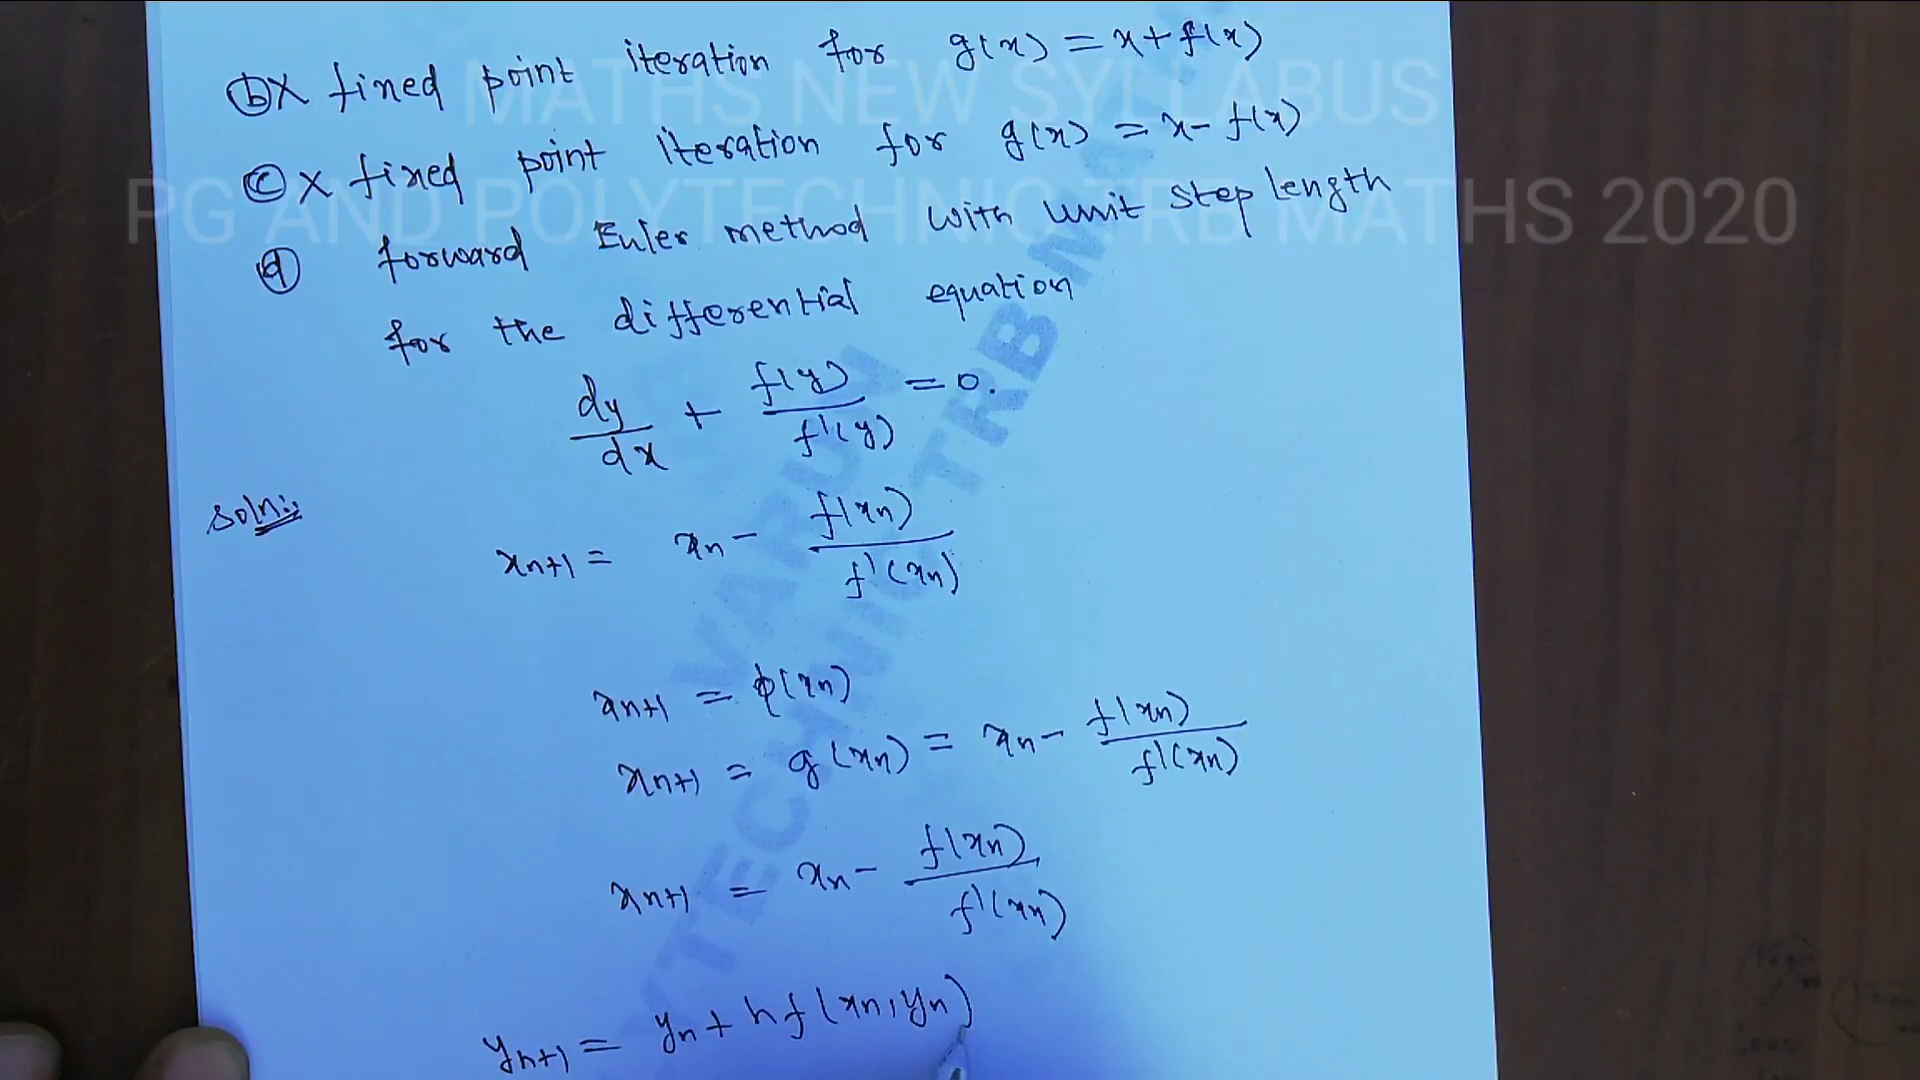 ⓑ X fixed point iteration for g(x) = x + f(x)
ⓒ X fixed point iteration for g(x) = x - f(x)
ⓓ forward Euler method with unit step length
for the differential equation
dy/dx + f(y)/f'(y) = 0.
Soln:
xn+1 = xn - f(xn)/f'(xn)
xn+1 = ϕ(xn)
xn+1 = g(xn) = xn - f(xn)/f'(xn)
xn+1 = xn - f(xn)/f'(xn)
yn+1 = yn + hf(xn, yn)
MATHS NEW SYLLABUS
PG AND POLYTECHNIC TRB MATHS 2020